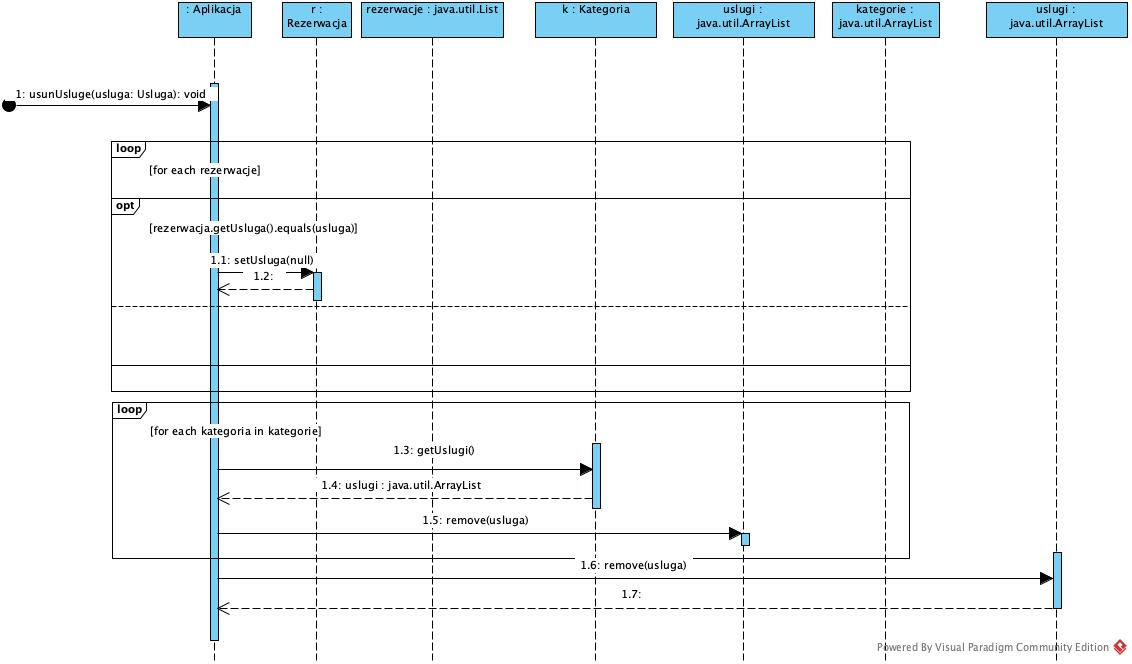 : Aplikacja
r :
Rezerwacja
rezerwacje : java.util.List
k : Kategoria
uslugi :
java.util.ArrayList
kategorie :
java.util.ArrayList
uslugi :
java.util.ArrayList
1: usunUsluge(usluga: Usluga): void
loop
[for each rezerwacje]
opt
[rezerwacja.getUsluga().equals(usluga)]
1.1: setUsluga(null)
1.2:
loop
[for each kategoria in kategorie]
1.3: getUslugi()
1.4: uslugi : java.util.ArrayList
1.5: remove(usluga)
1.6: remove(usluga)
1.7:
Powered By Visual Paradigm Community Edition